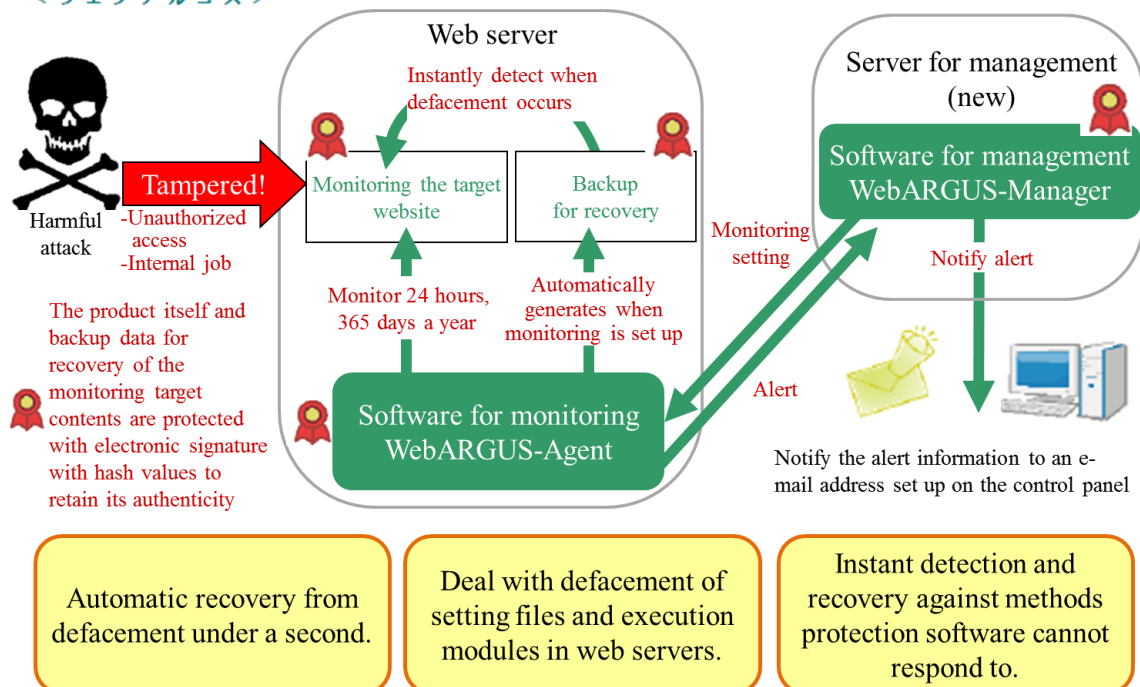 Web server
Instantly detect when
defacement occurs
Server for management
(new)
Software for management
WebARGUS-Manager
Tampered!
Harmful
attack
-Unauthorized
access
-Internal job
Monitoring the target
website
Backup
for recovery
Monitoring
setting
Notify alert
Monitor 24 hours,
365 days a year
Automatically
generates when
monitoring is set up
The product itself and
backup data for
recovery of the
monitoring target
contents are protected
with electronic signature
with hash values to
retain its authenticity
Software for monitoring
WebARGUS-Agent
Alert
Notify the alert information to an e-
mail address set up on the control panel
Automatic recovery from
defacement under a second.
Deal with defacement of
setting files and execution
modules in web servers.
Instant detection and
recovery against methods
protection software cannot
respond to.